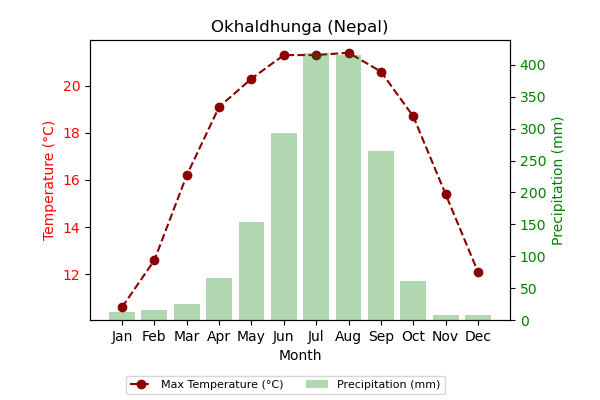 Okhaldhunga (Nepal)
Temperature (°C)
20
18
16
14
12
400
350
300
250
200
150
100
50
0
Precipitation (mm)
Jan Feb Mar Apr May Jun Jul Aug Sep Oct Nov Dec
Month
Max Temperature (°C) Precipitation (mm)